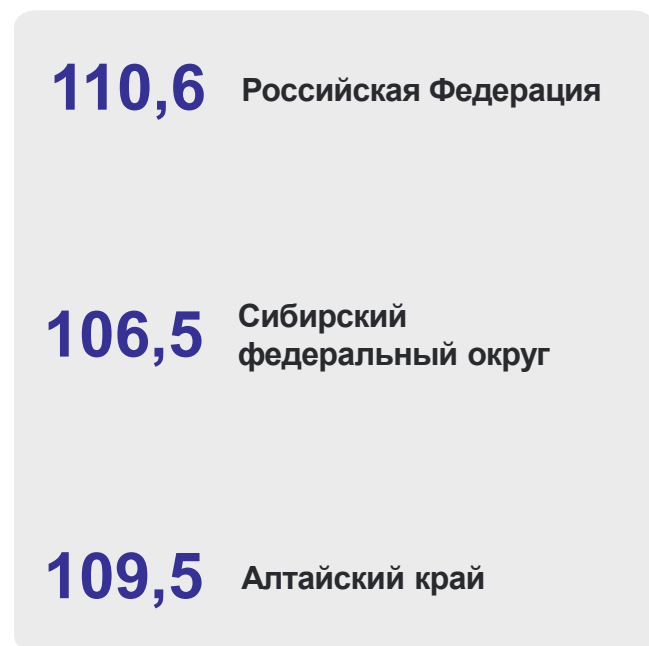 110,6 Российская Федерация
106,5 Сибирский
федеральный округ
109,5 Алтайский край